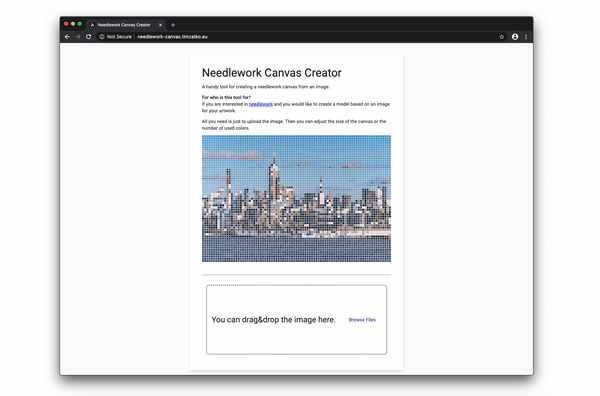 Needlework Canvas Creator
Not Secure
needlework-canvas.timzatko.eu
Needlework Canvas Creator
A handy tool for creating a needlework canvas from an image.
For who is this tool for?
If you are interested in needlework and you would like to create a model based on an image
for your artwork.
All you need is just to upload the image. Then you can adjust the size of the canvas or the
number of used colors.
You can drag&drop the image here.
Browse Files